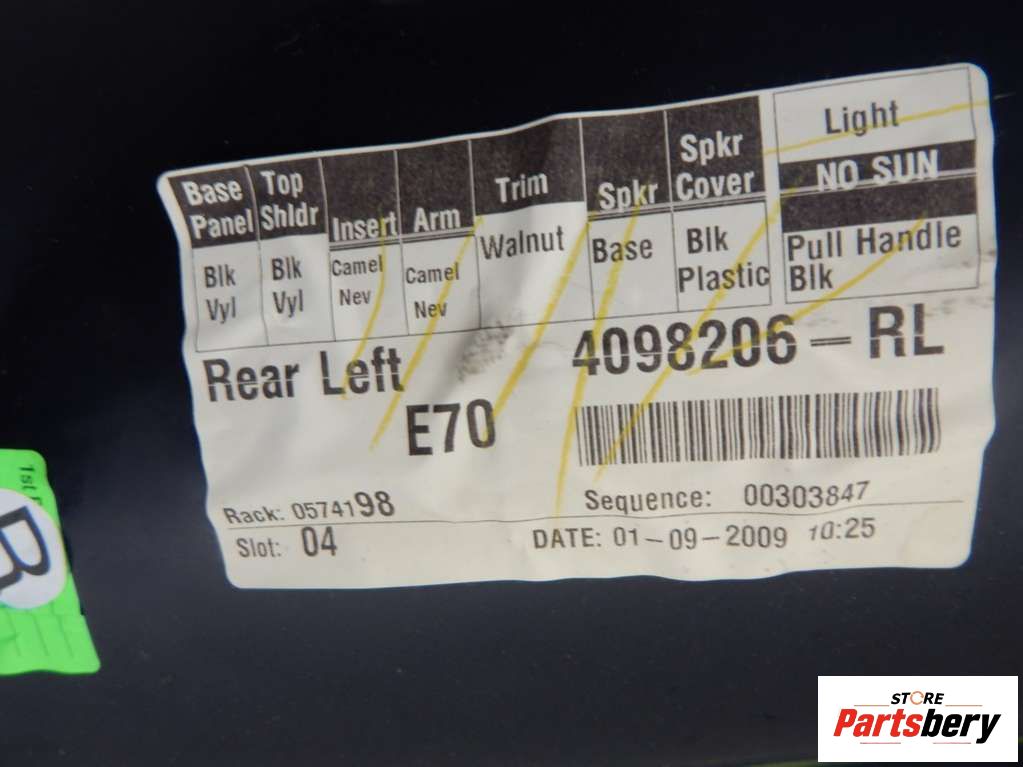 Base Panel Top Shldr Insert Arm Trim Spkr Spkr Cover Light
NO SUN
Blk Vyl Blk Vyl Camel Nev Camel Nev Walnut Base Blk Plastic Pull Handle Blk
Rear Left 4098206-RL
E70
Rack: 0574198 Sequence: 00303847
Slot: 04 DATE: 01-09-2009 10:25
1st
B
STORE
Partsbery